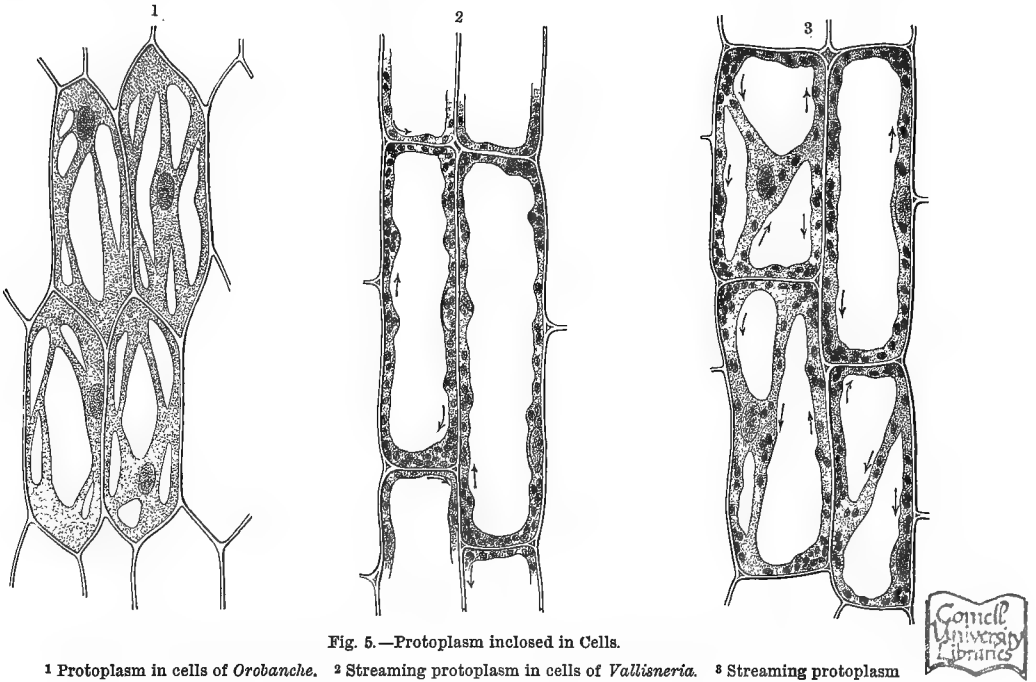 1
2
3
Fig. 5.—Protoplasm inclosed in Cells.
1 Protoplasm in cells of Orobanche. 2 Streaming protoplasm in cells of Vallisneria. 3 Streaming protoplasm
Cornell
University
Libraries